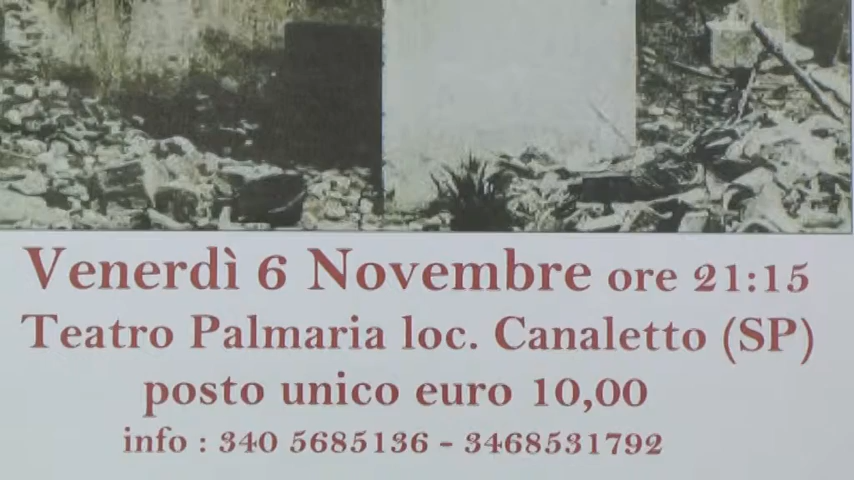 Venerdì 6 Novembre ore 21:15
Teatro Palmaria loc. Canaletto (SP)
posto unico euro 10,00
info : 340 5685136 - 3468531792